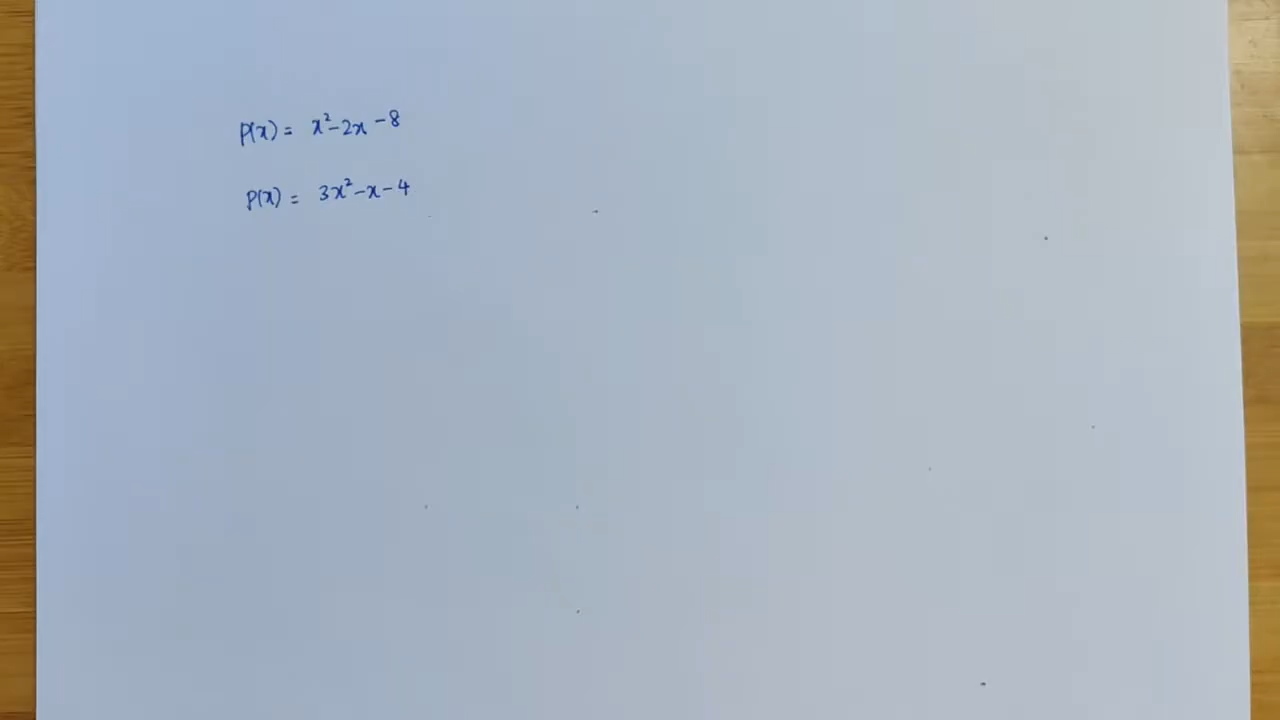 P(x) = x²-2x-8
P(x) = 3x²-x-4